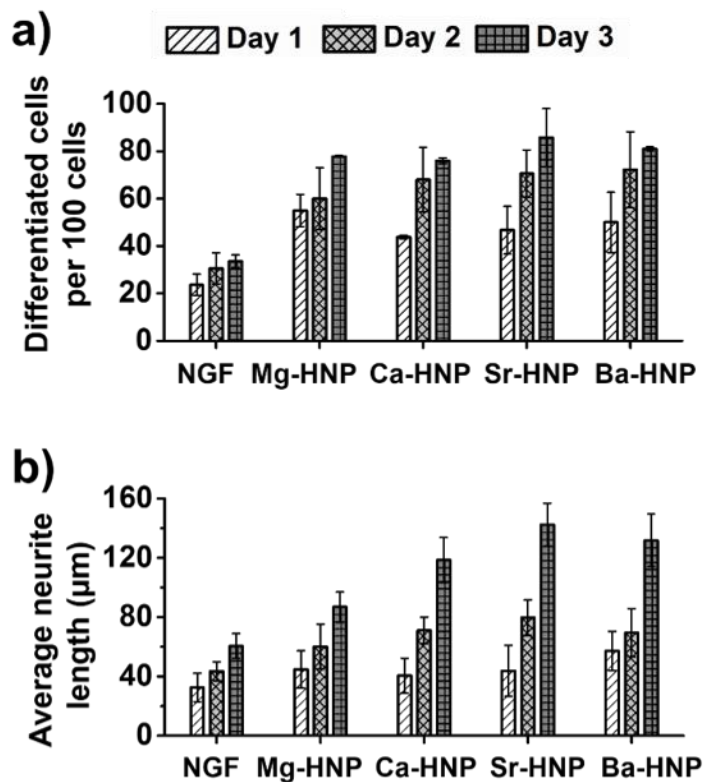 a)
Day 1 Day 2 Day 3
Differentiated cells
per 100 cells
100
80
60
40
20
0
NGF Mg-HNP Ca-HNP Sr-HNP Ba-HNP
b)
Average neurite
length (µm)
160
120
80
40
0
NGF Mg-HNP Ca-HNP Sr-HNP Ba-HNP